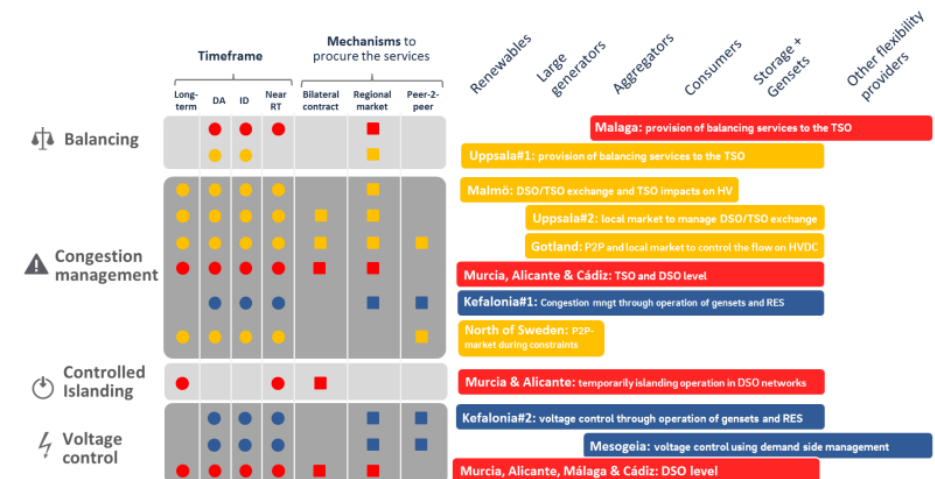 Timeframe
Mechanisms to
procure the services
Long-
term
DA
ID
Near
RT
Bilateral
contract
Regional
market
Peer-2-
peer
Renewables
Large
generators
Aggregators
Consumers
Storage +
Gensets
Other flexibility
providers
Balancing
Malaga: provision of balancing services to the TSO
Uppsala#1: provision of balancing services to the TSO
Congestion
management
Malmö: DSO/TSO exchange and TSO impacts on HV
Uppsala#2: local market to manage DSO/TSO exchange
Gotland: P2P and local market to control the flow on HVDC
Murcia, Alicante & Cádiz: TSO and DSO level
Kefalonia#1: Congestion mngt through operation of gensets and RES
North of Sweden: P2P-
market during constraints
Controlled
Islanding
Murcia & Alicante: temporarily islanding operation in DSO networks
Voltage
control
Kefalonia#2: voltage control through operation of gensets and RES
Mesogeia: voltage control using demand side management
Murcia, Alicante, Málaga & Cádiz: DSO level